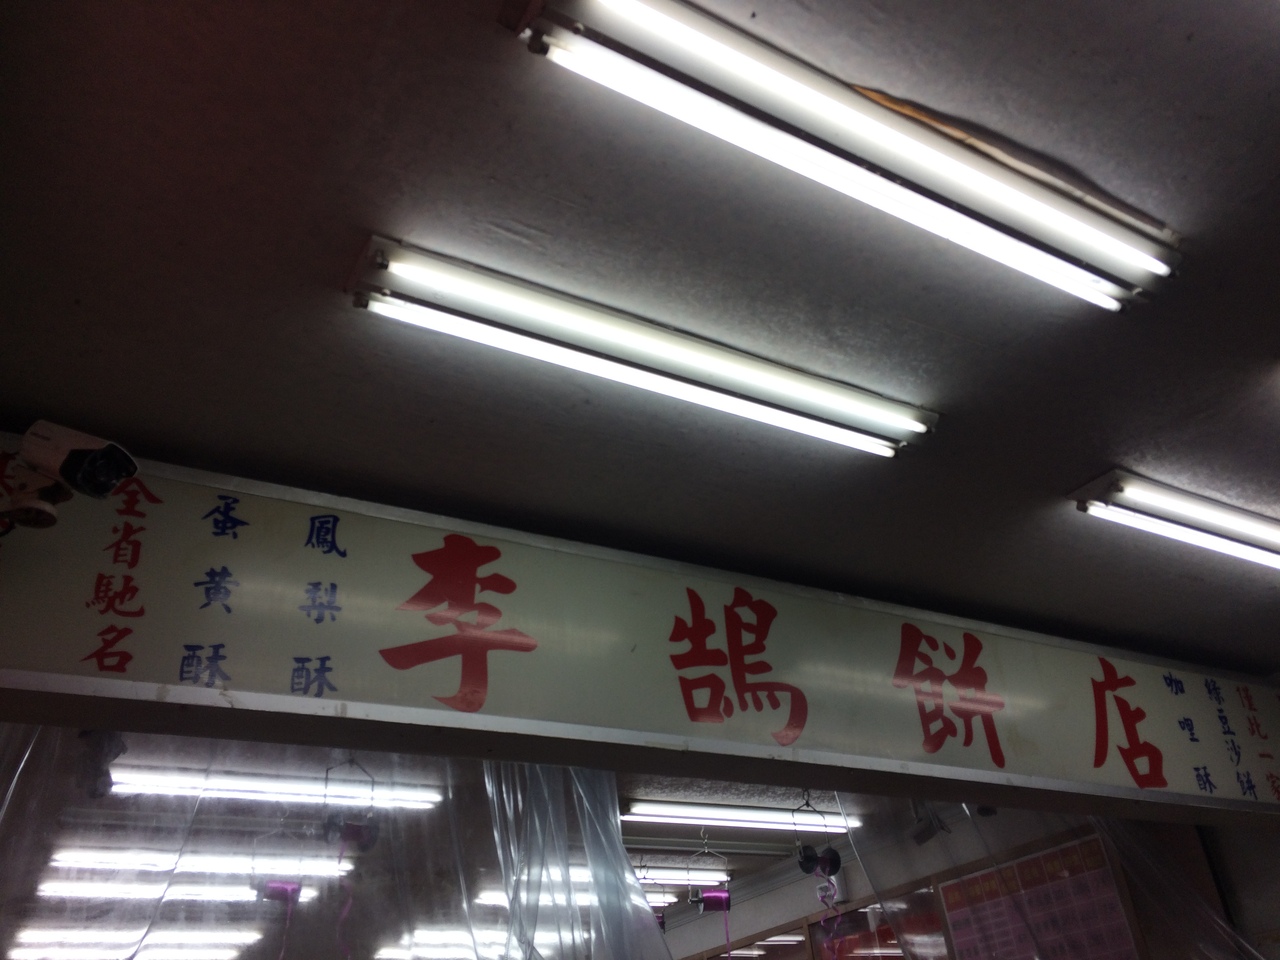 全省馳名
蛋黃酥
鳳梨酥
李鵠餅店
咖哩酥
綠豆沙餅
僅此一家